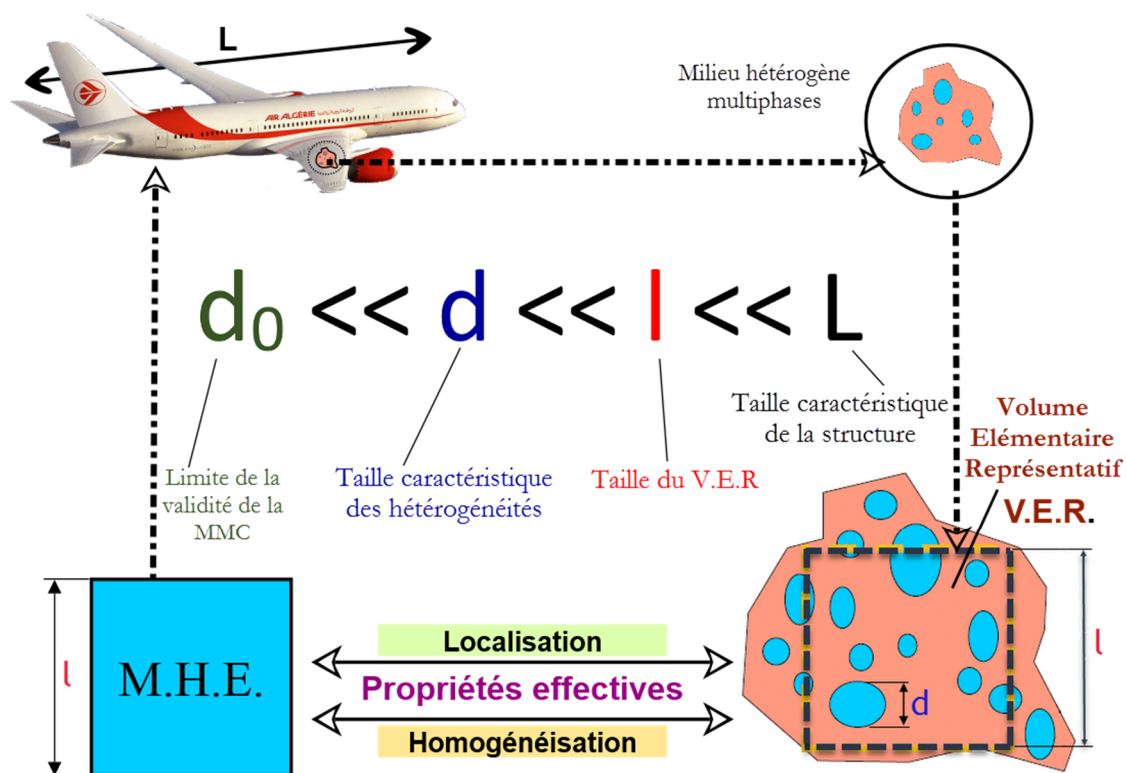 L
AIR ALGÉRIE
Milieu hétérogène
multiphases
d0 << d << l << L
Taille caractéristique
de la structure
Limite de la
validité de la
MMC
Taille caractéristique
des hétérogénéités
Taille du V.E.R
Volume
Elémentaire
Représentatif
V.E.R.
l
M.H.E.
Localisation
Propriétés effectives
Homogénéisation
d
l